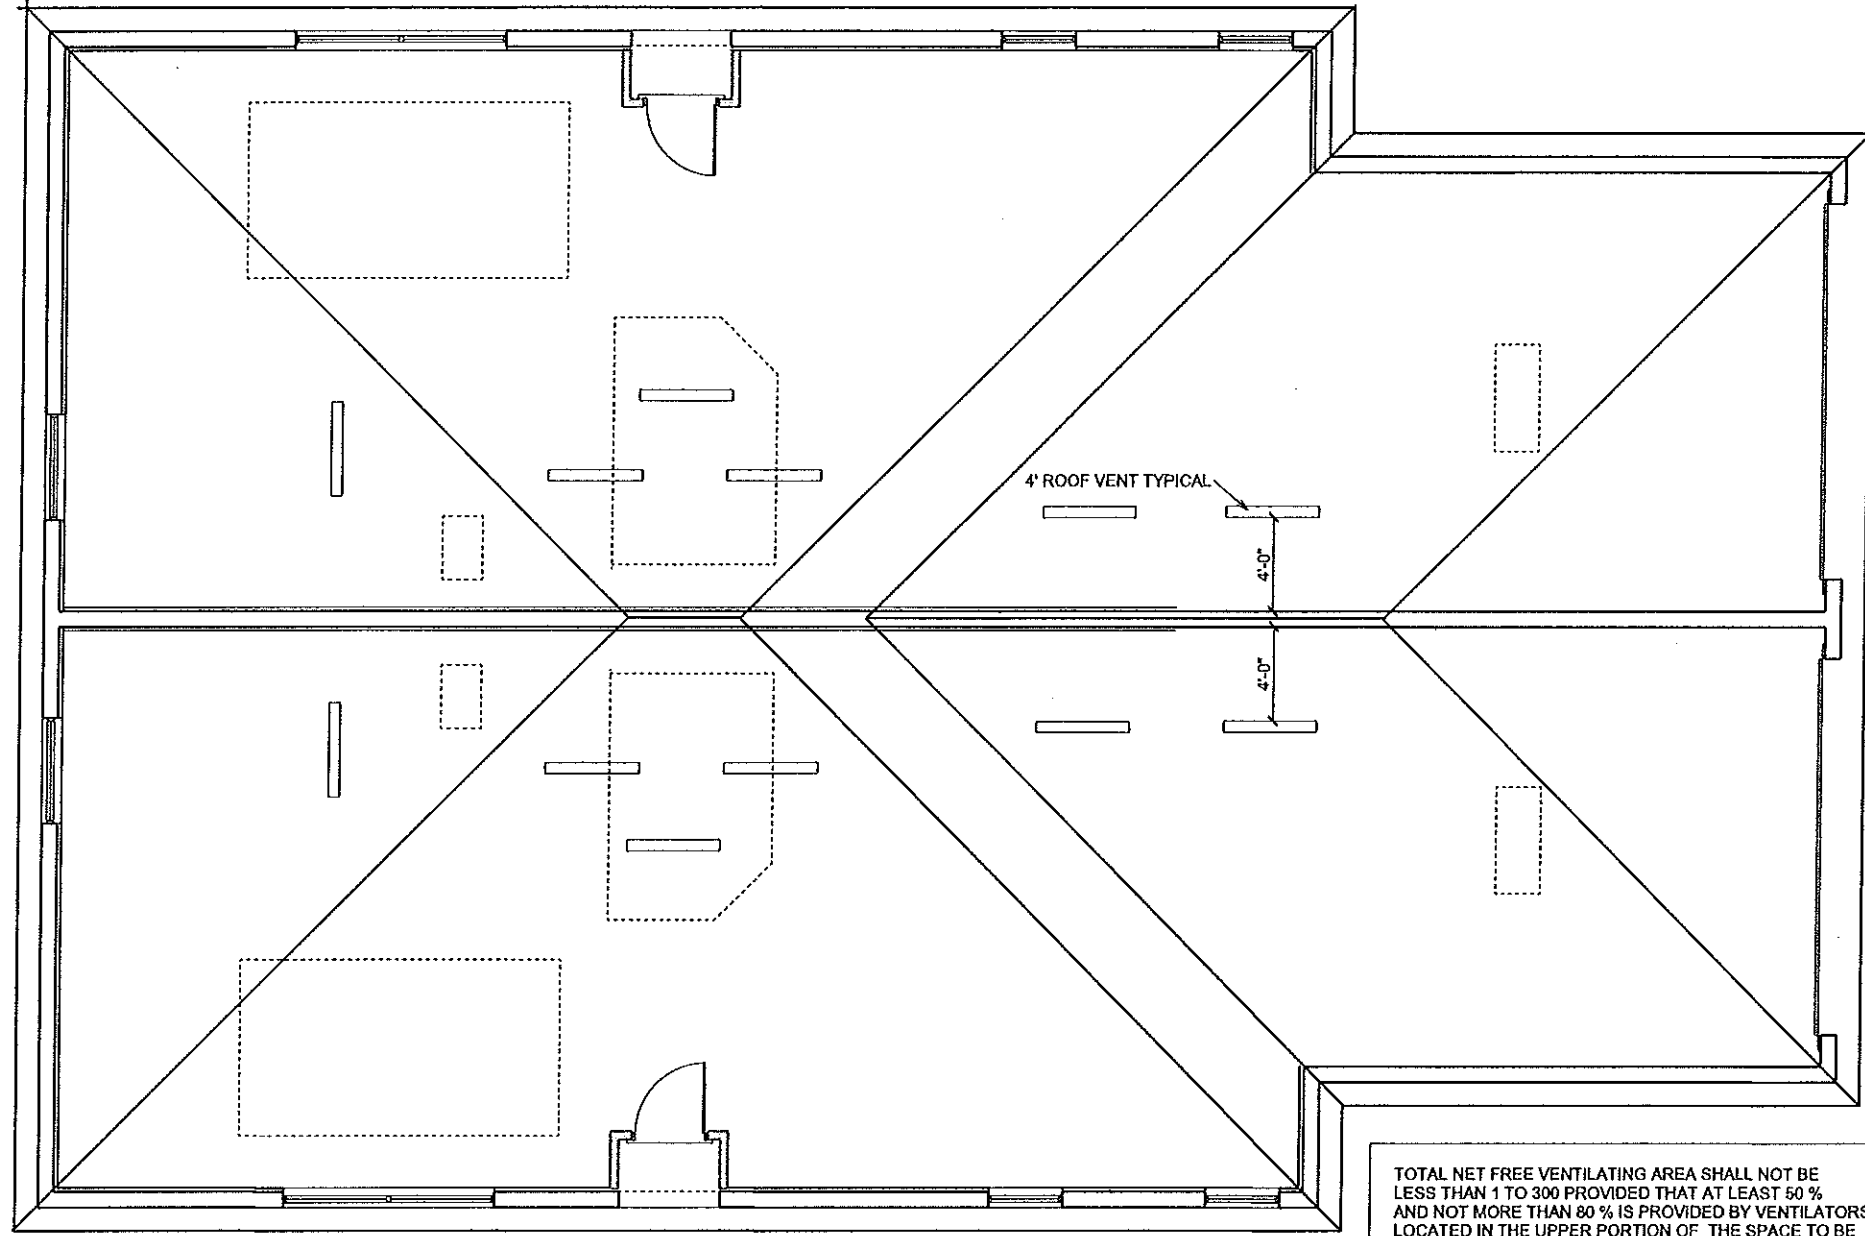 4' ROOF VENT TYPICAL
4'-0"
4'-0"
TOTAL NET FREE VENTILATING AREA SHALL NOT BE
LESS THAN 1 TO 300 PROVIDED THAT AT LEAST 50 %
AND NOT MORE THAN 80 % IS PROVIDED BY VENTILATORS
LOCATED IN THE UPPER PORTION OF THE SPACE TO BE